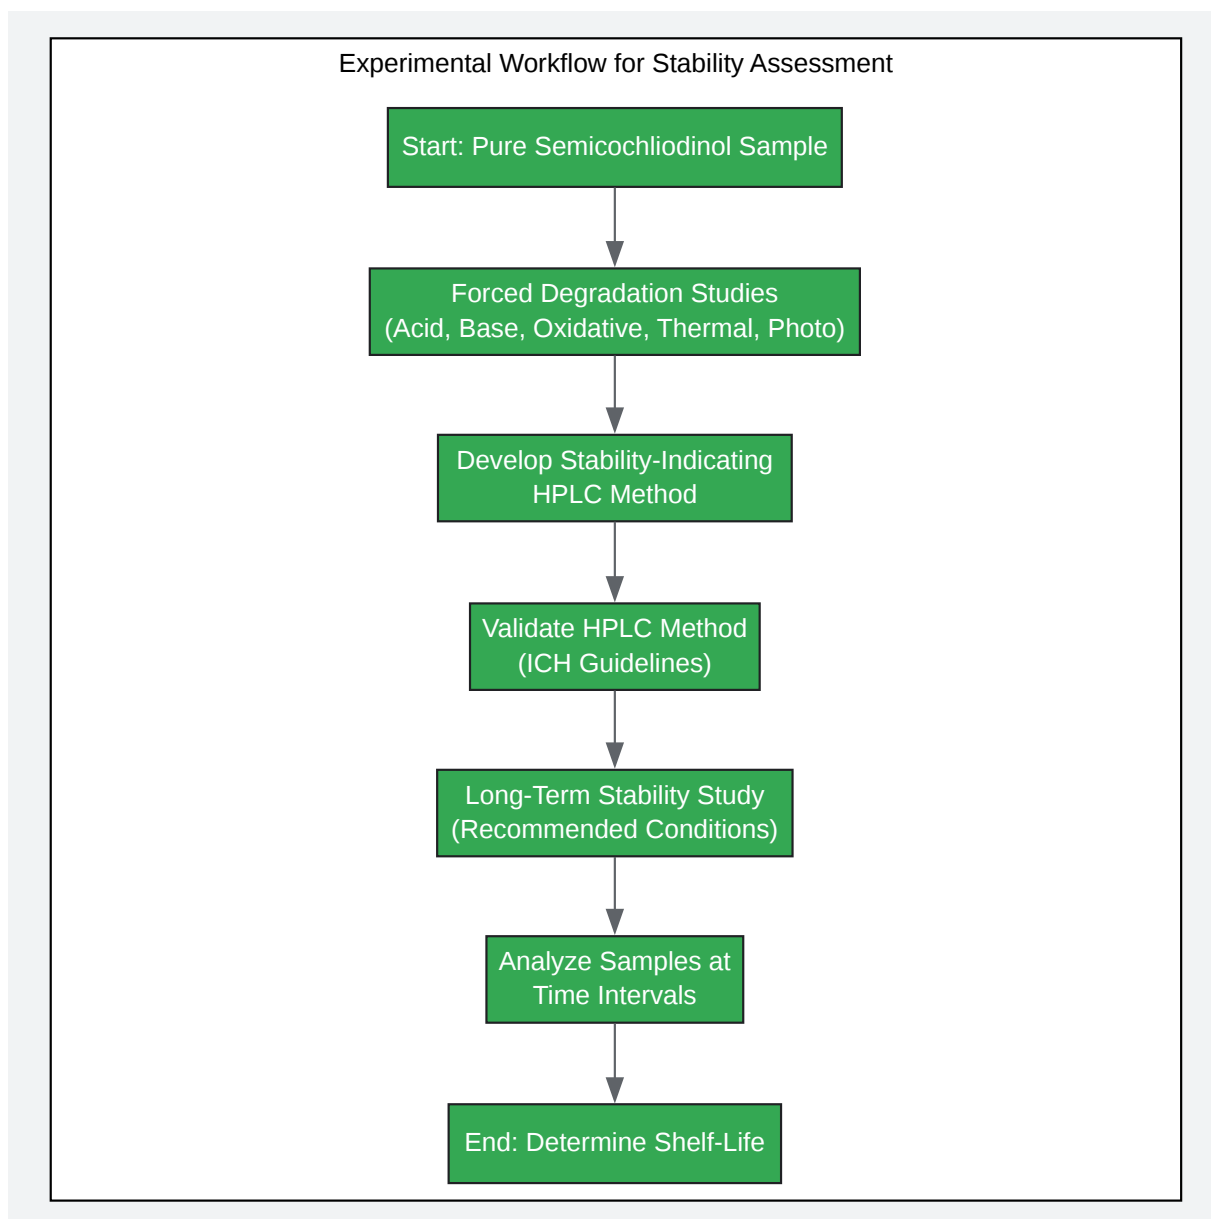 Experimental Workflow for Stability Assessment
Start: Pure Semicochliodinol Sample
Forced Degradation Studies
(Acid, Base, Oxidative, Thermal, Photo)
Develop Stability-Indicating
HPLC Method
Validate HPLC Method
(ICH Guidelines)
Long-Term Stability Study
(Recommended Conditions)
Analyze Samples at
Time Intervals
End: Determine Shelf-Life